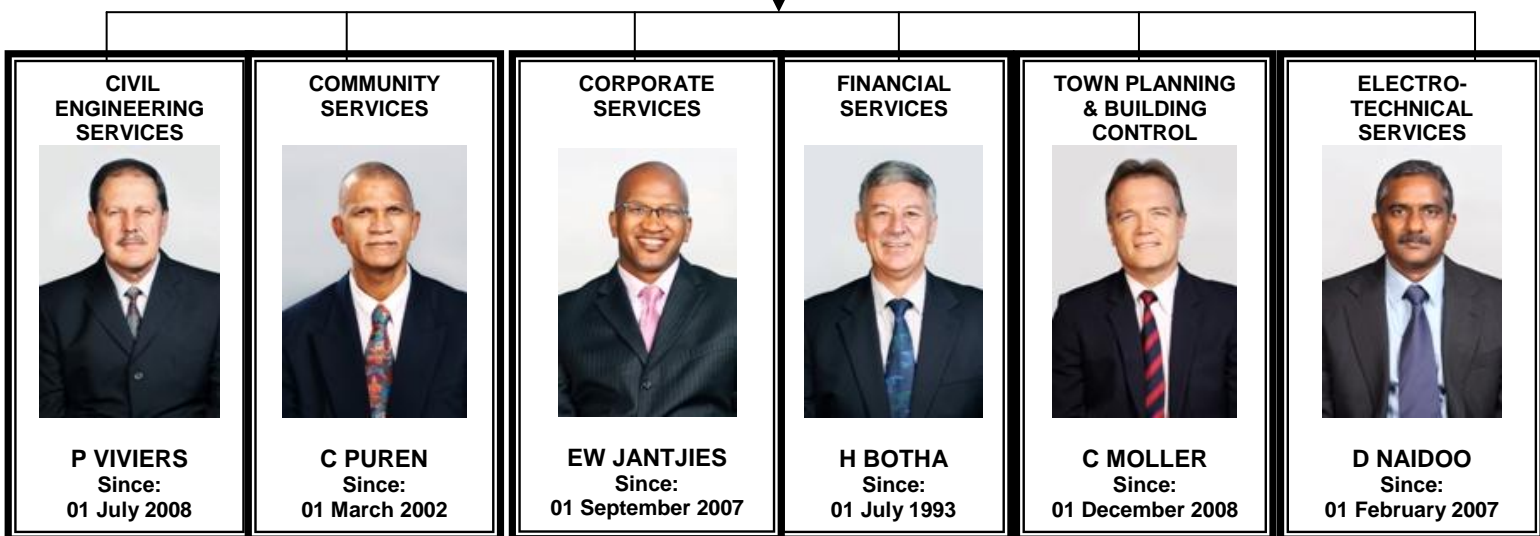 CIVIL
ENGINEERING
SERVICES
P VIVIERS
Since:
01 July 2008
COMMUNITY
SERVICES
C PUREN
Since:
01 March 2002
CORPORATE
SERVICES
EW JANTJIES
Since:
01 September 2007
FINANCIAL
SERVICES
H BOTHA
Since:
01 July 1993
TOWN PLANNING
& BUILDING
CONTROL
C MOLLER
Since:
01 December 2008
ELECTRO-
TECHNICAL
SERVICES
D NAIDOO
Since:
01 February 2007